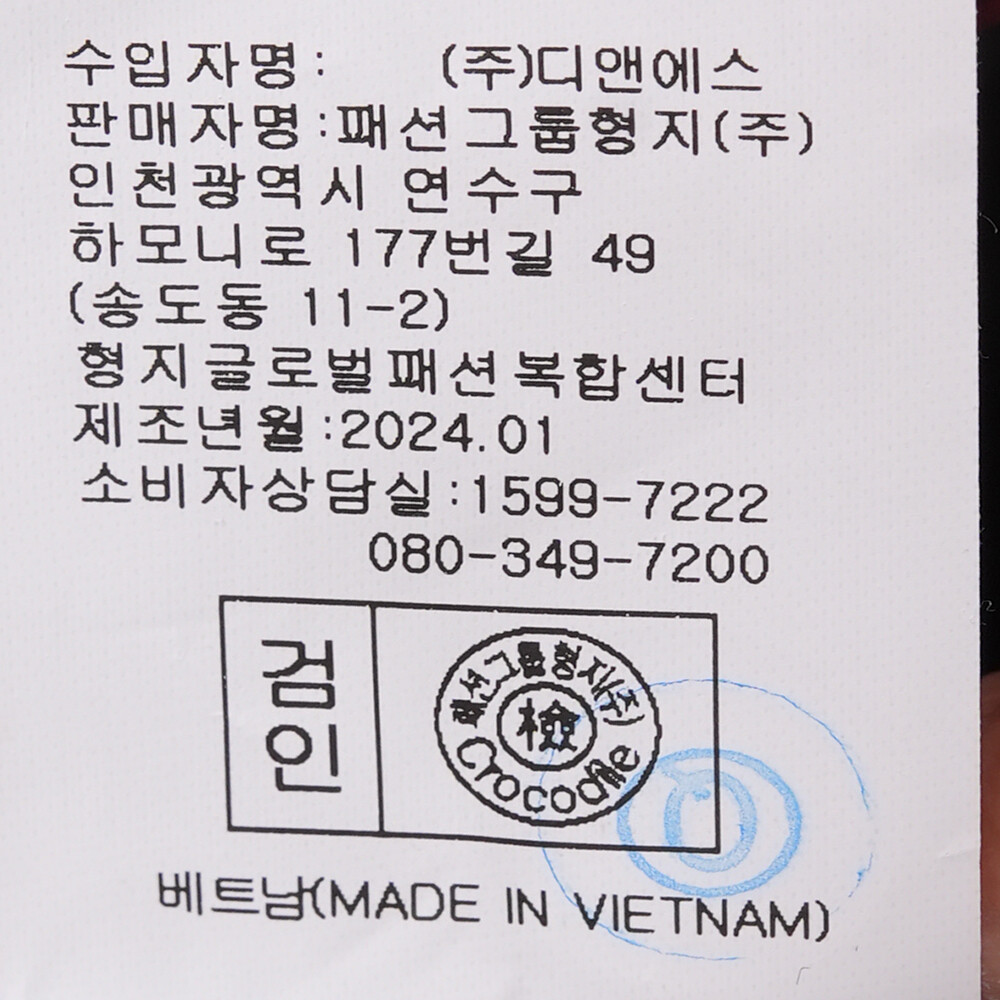 수입자명: (주)디앤에스
판매자명:패션그룹형지(주)
인천광역시 연수구
하모니로 177번길 49
(송도동 11-2)
형지글로벌패션복합센터
제조년월:2024.01
소비자상담실:1599-7222
080-349-7200
검인
패션그룹형지(주)
檢
Crocodile
베트남(MADE IN VIETNAM)